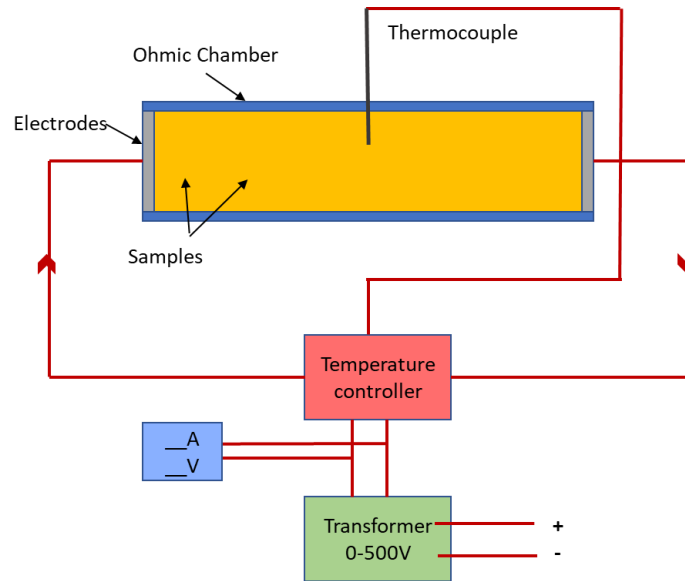 Thermocouple
Ohmic Chamber
Electrodes
Samples
Temperature
controller
__A
__V
Transformer
0-500V
+
-